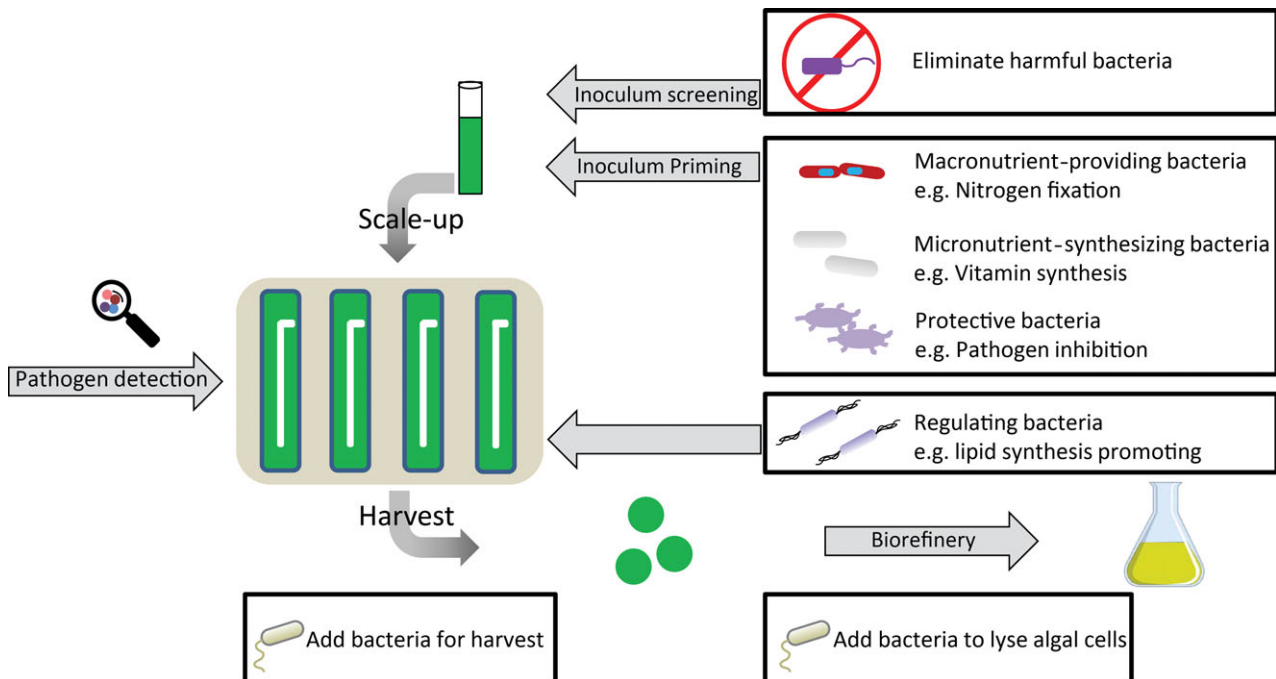 Eliminate harmful bacteria
Inoculum screening
Inoculum Priming
Macronutrient-providing bacteria
e.g. Nitrogen fixation
Micronutrient-synthesizing bacteria
e.g. Vitamin synthesis
Protective bacteria
e.g. Pathogen inhibition
Scale-up
Pathogen detection
Regulating bacteria
e.g. lipid synthesis promoting
Harvest
Biorefinery
Add bacteria for harvest
Add bacteria to lyse algal cells